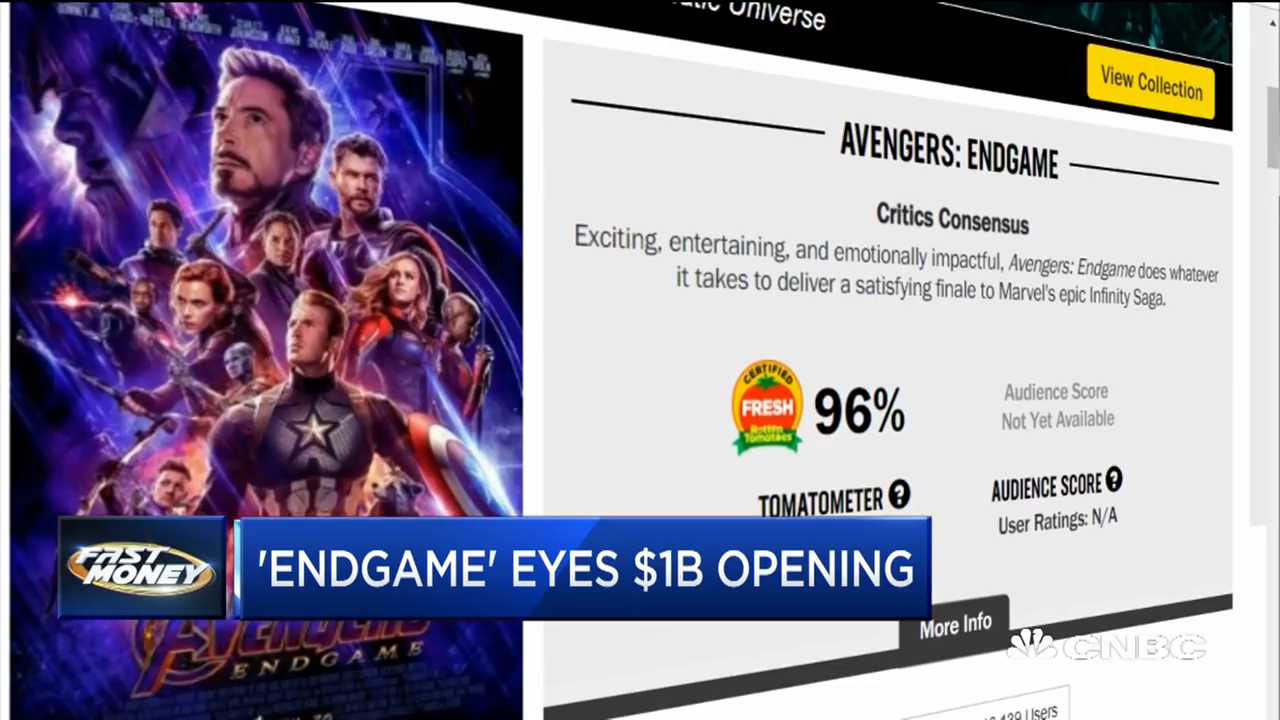 Universe
View Collection
AVENGERS: ENDGAME
Critics Consensus
Exciting, entertaining, and emotionally impactful, Avengers: Endgame does whatever
it takes to deliver a satisfying finale to Marvel's epic Infinity Saga.
CERTIFIED
FRESH
Rotten
Tomatoes
96%
Audience Score
Not Yet Available
TOMATOMETER ?
AUDIENCE SCORE ?
User Ratings: N/A
FAST
MONEY
'ENDGAME' EYES $1B OPENING
More Info
CNBC
AVENGERS
ENDGAME
Users